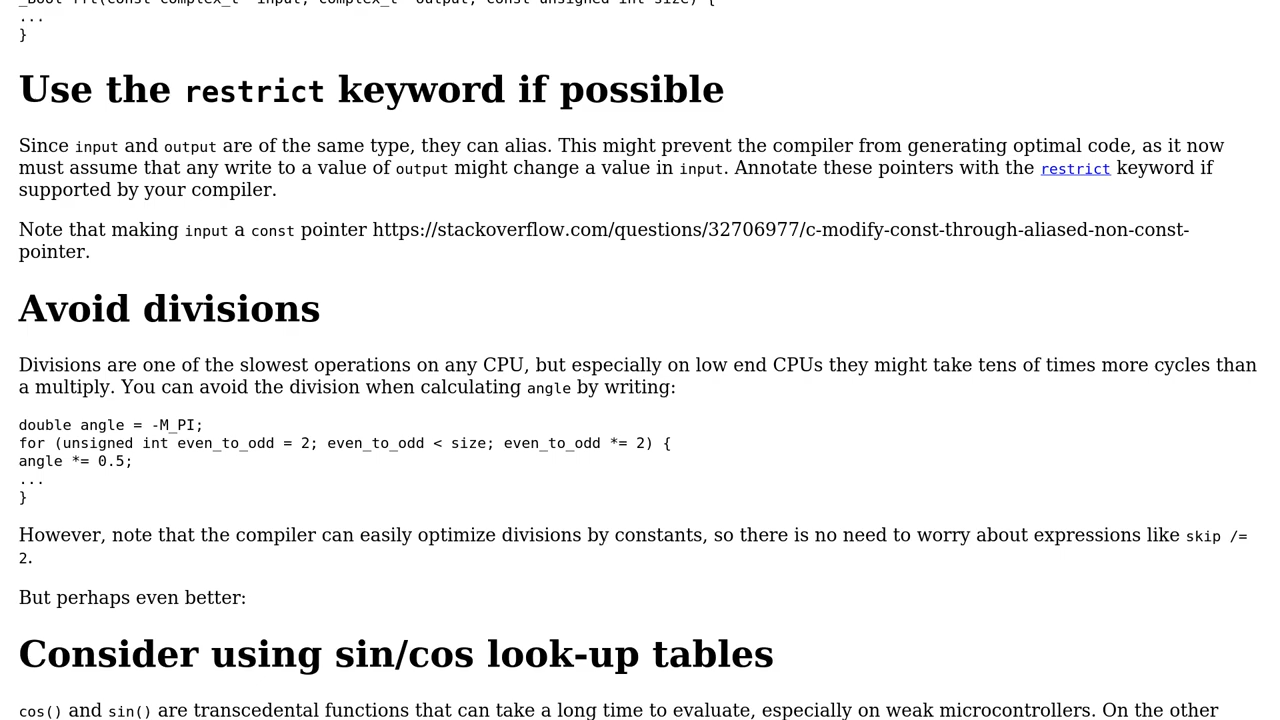 _Bool fft(const complex_t* input, complex_t* output, const unsigned int size) {
...
}
Use the restrict keyword if possible
Since input and output are of the same type, they can alias. This might prevent the compiler from generating optimal code, as it now
must assume that any write to a value of output might change a value in input. Annotate these pointers with the restrict keyword if
supported by your compiler.
Note that making input a const pointer https://stackoverflow.com/questions/32706977/c-modify-const-through-aliased-non-const-
pointer.
Avoid divisions
Divisions are one of the slowest operations on any CPU, but especially on low end CPUs they might take tens of times more cycles than
a multiply. You can avoid the division when calculating angle by writing:
double angle = -M_PI;
for (unsigned int even_to_odd = 2; even_to_odd < size; even_to_odd *= 2) {
angle *= 0.5;
...
}
However, note that the compiler can easily optimize divisions by constants, so there is no need to worry about expressions like skip /=
2.
But perhaps even better:
Consider using sin/cos look-up tables
cos() and sin() are transcedental functions that can take a long time to evaluate, especially on weak microcontrollers. On the other